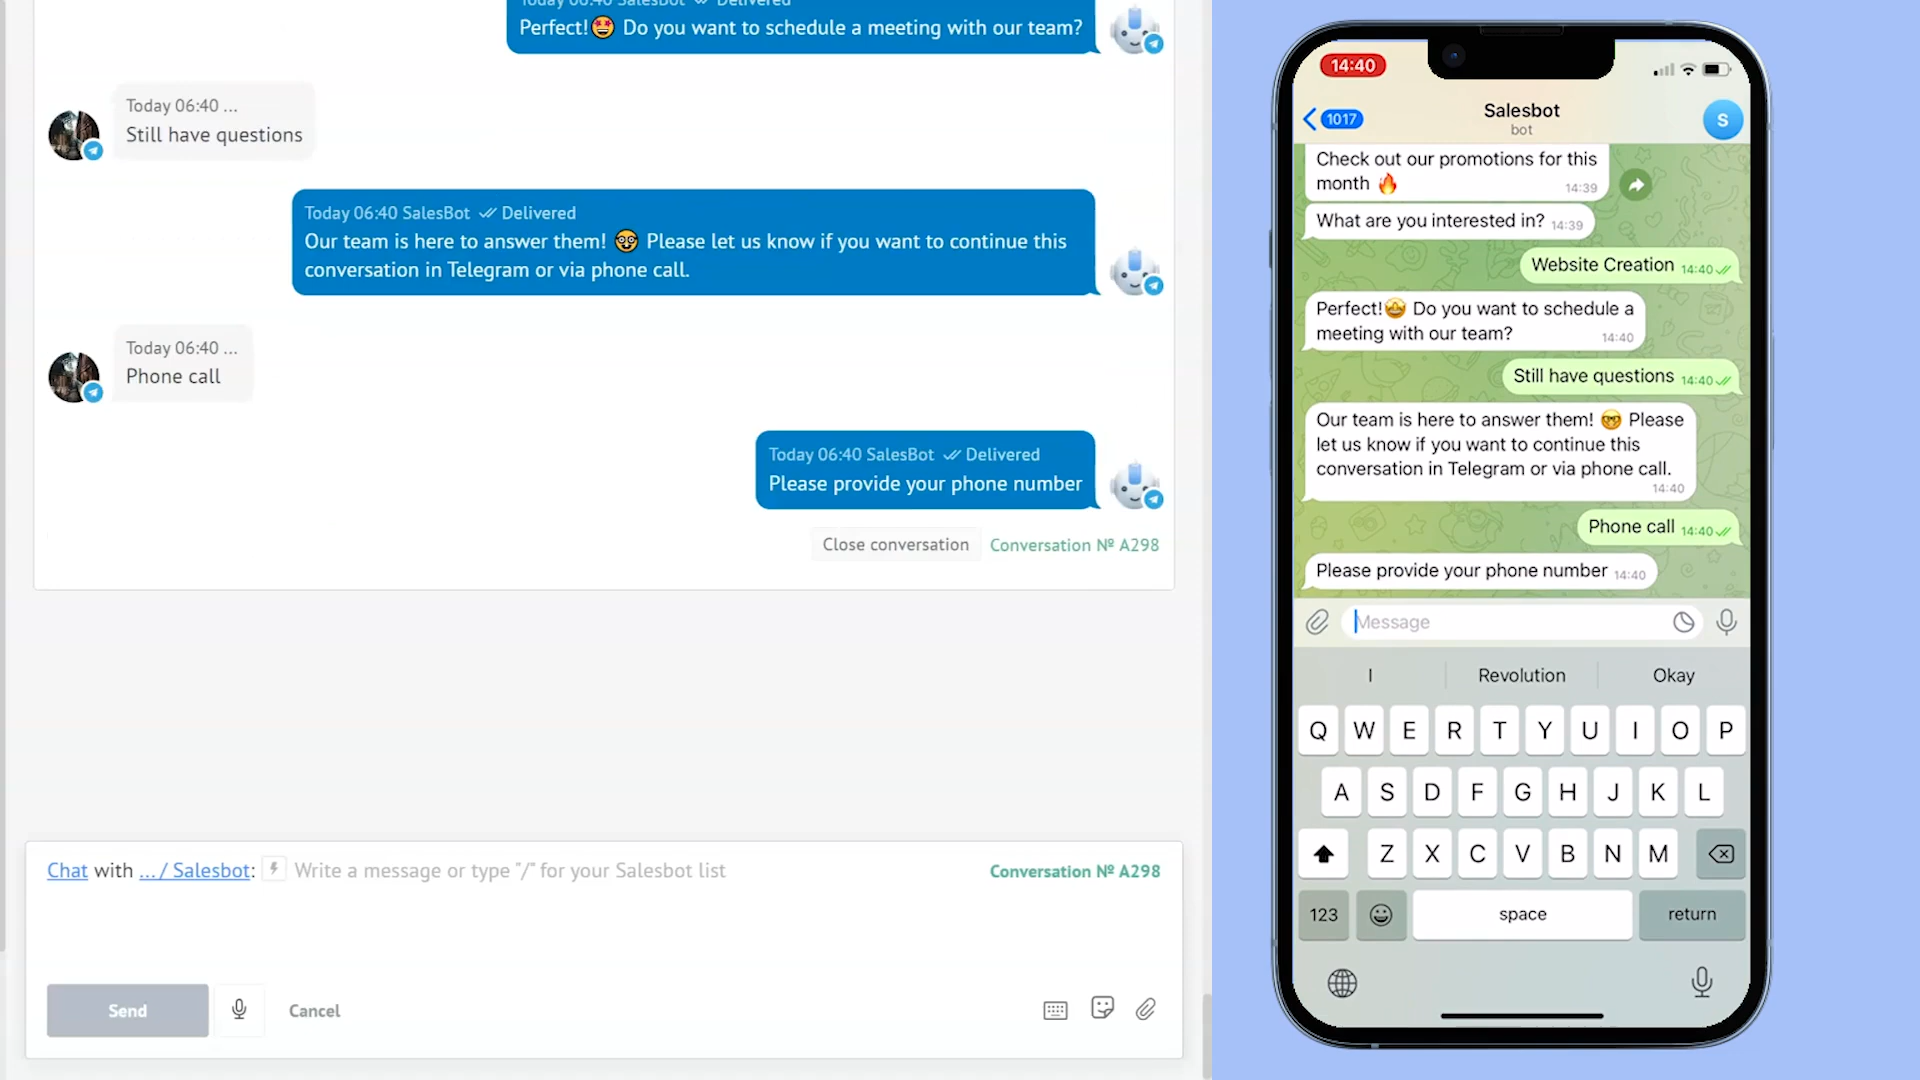 Today 06:40 SalesBot Delivered
Perfect!🤩 Do you want to schedule a meeting with our team?
Today 06:40 ...
Still have questions
Today 06:40 SalesBot Delivered
Our team is here to answer them! 🤓 Please let us know if you want to continue this
conversation in Telegram or via phone call.
Today 06:40 ...
Phone call
Today 06:40 SalesBot Delivered
Please provide your phone number
Close conversation Conversation № A298
Chat with ... / Salesbot: Write a message or type "/" for your Salesbot list
Conversation № A298
Send Cancel
14:40
1017
Salesbot
bot
S
Check out our promotions for this
month 🔥 14:39
What are you interested in? 14:39
Website Creation 14:40
Perfect!🤩 Do you want to schedule a
meeting with our team? 14:40
Still have questions 14:40
Our team is here to answer them! 🤓 Please
let us know if you want to continue this
conversation in Telegram or via phone call.
14:40
Phone call 14:40
Please provide your phone number 14:40
Message
I Revolution Okay
Q W E R T Y U I O P
A S D F G H J K L
Z X C V B N M
123 space return